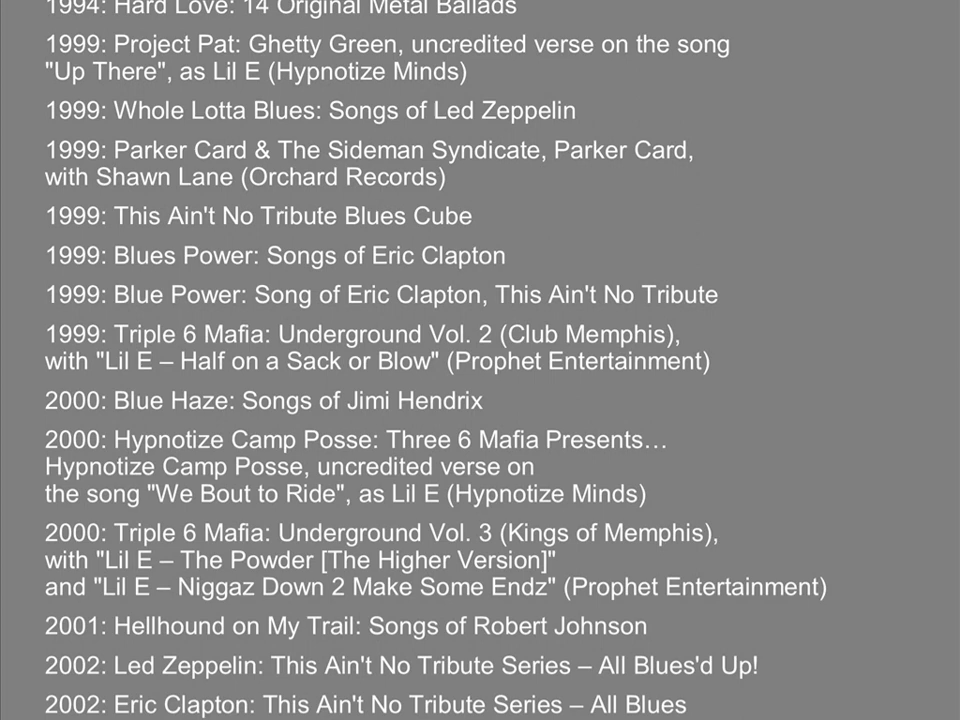 1994: Hard Love: 14 Original Metal Ballads
1999: Project Pat: Ghetty Green, uncredited verse on the song
"Up There", as Lil E (Hypnotize Minds)
1999: Whole Lotta Blues: Songs of Led Zeppelin
1999: Parker Card & The Sideman Syndicate, Parker Card,
with Shawn Lane (Orchard Records)
1999: This Ain't No Tribute Blues Cube
1999: Blues Power: Songs of Eric Clapton
1999: Blue Power: Song of Eric Clapton, This Ain't No Tribute
1999: Triple 6 Mafia: Underground Vol. 2 (Club Memphis),
with "Lil E – Half on a Sack or Blow" (Prophet Entertainment)
2000: Blue Haze: Songs of Jimi Hendrix
2000: Hypnotize Camp Posse: Three 6 Mafia Presents…
Hypnotize Camp Posse, uncredited verse on
the song "We Bout to Ride", as Lil E (Hypnotize Minds)
2000: Triple 6 Mafia: Underground Vol. 3 (Kings of Memphis),
with "Lil E – The Powder [The Higher Version]"
and "Lil E – Niggaz Down 2 Make Some Endz" (Prophet Entertainment)
2001: Hellhound on My Trail: Songs of Robert Johnson
2002: Led Zeppelin: This Ain't No Tribute Series – All Blues'd Up!
2002: Eric Clapton: This Ain't No Tribute Series – All Blues